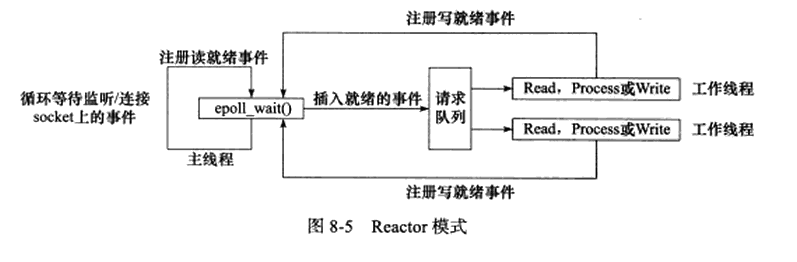 注册写就绪事件
注册读就绪事件
循环等待监听/连接
socket上的事件
epoll_wait()
插入就绪的事件
请求
队列
Read，Process或Write
工作线程
Read，Process或Write
工作线程
主线程
注册写就绪事件
图 8-5 Reactor 模式